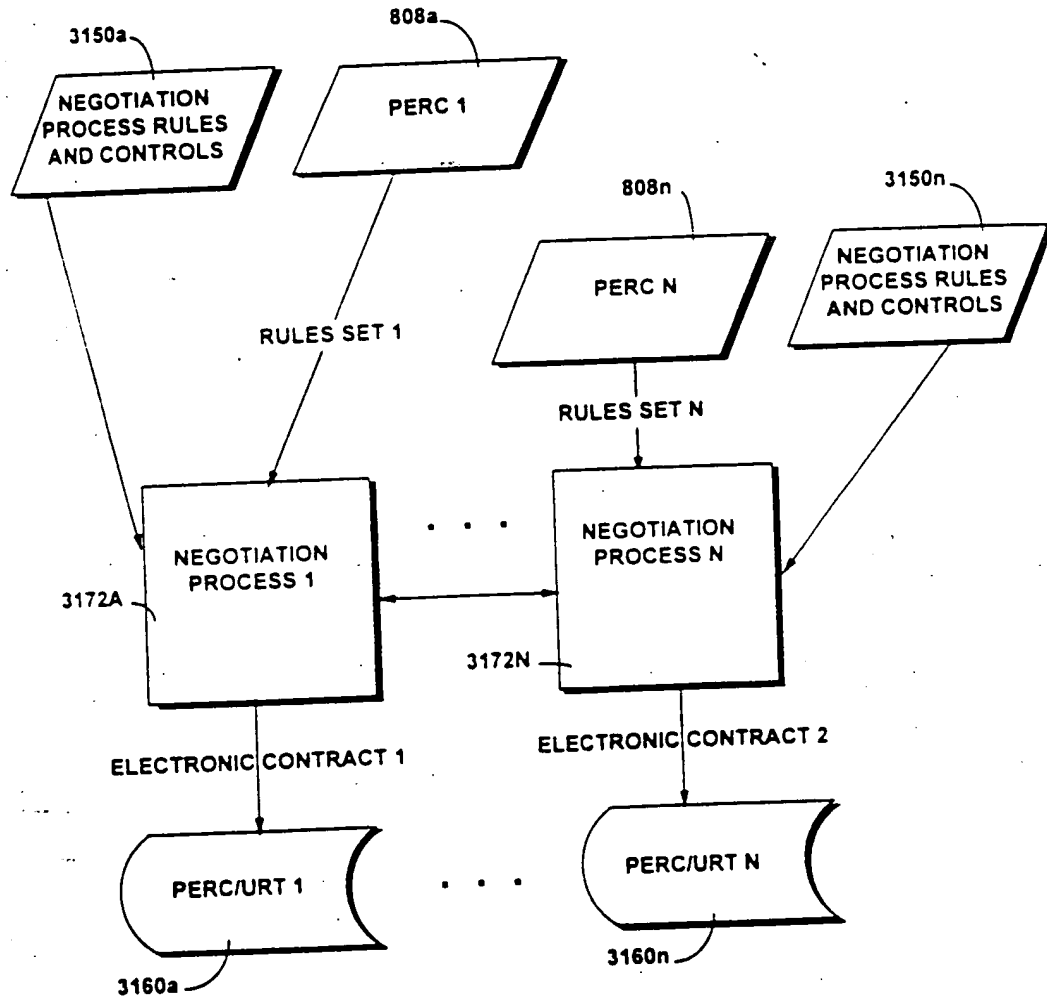 3150a
808a
NEGOTIATION
PROCESS RULES
AND CONTROLS
PERC 1
808n
3150n
PERC N
NEGOTIATION
PROCESS RULES
AND CONTROLS
RULES SET 1
RULES SET N
NEGOTIATION
PROCESS 1
NEGOTIATION
PROCESS N
3172A
3172N
ELECTRONIC CONTRACT 1
ELECTRONIC CONTRACT 2
PERC/URT 1
PERC/URT N
3160a
3160n